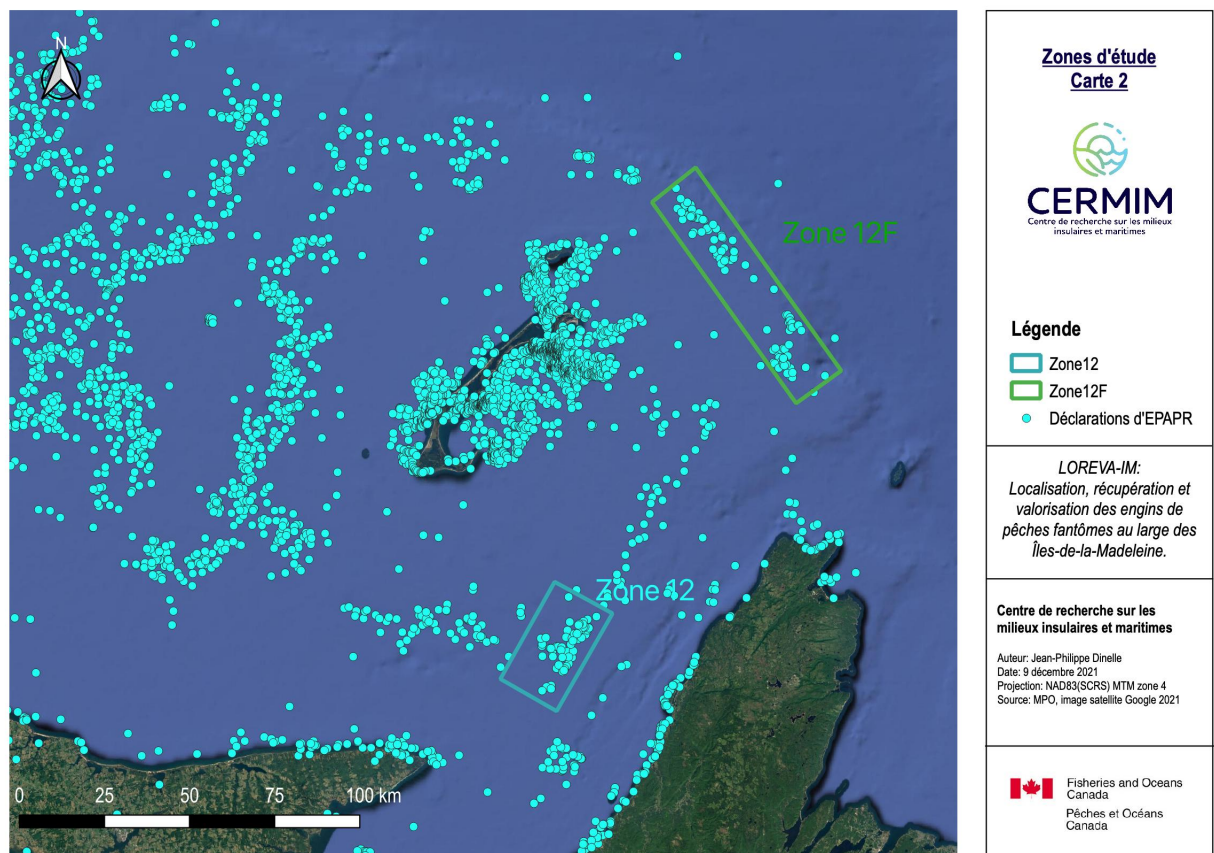 N
Zone 12F
Zone 12
0 25 50 75 100 km
Zones d'étude
Carte 2
CERMIM
Centre de recherche sur les milieux
insulaires et maritimes
Légende
Zone12
Zone12F
Déclarations d'EPAPR
LOREVA-IM:
Localisation, récupération et
valorisation des engins de
pêches fantômes au large des
Îles-de-la-Madeleine.
Centre de recherche sur les
milieux insulaires et maritimes
Auteur: Jean-Philippe Dinelle
Date: 9 décembre 2021
Projection: NAD83(SCRS) MTM zone 4
Source: MPO, image satellite Google 2021
Fisheries and Oceans
Canada
Pêches et Océans
Canada